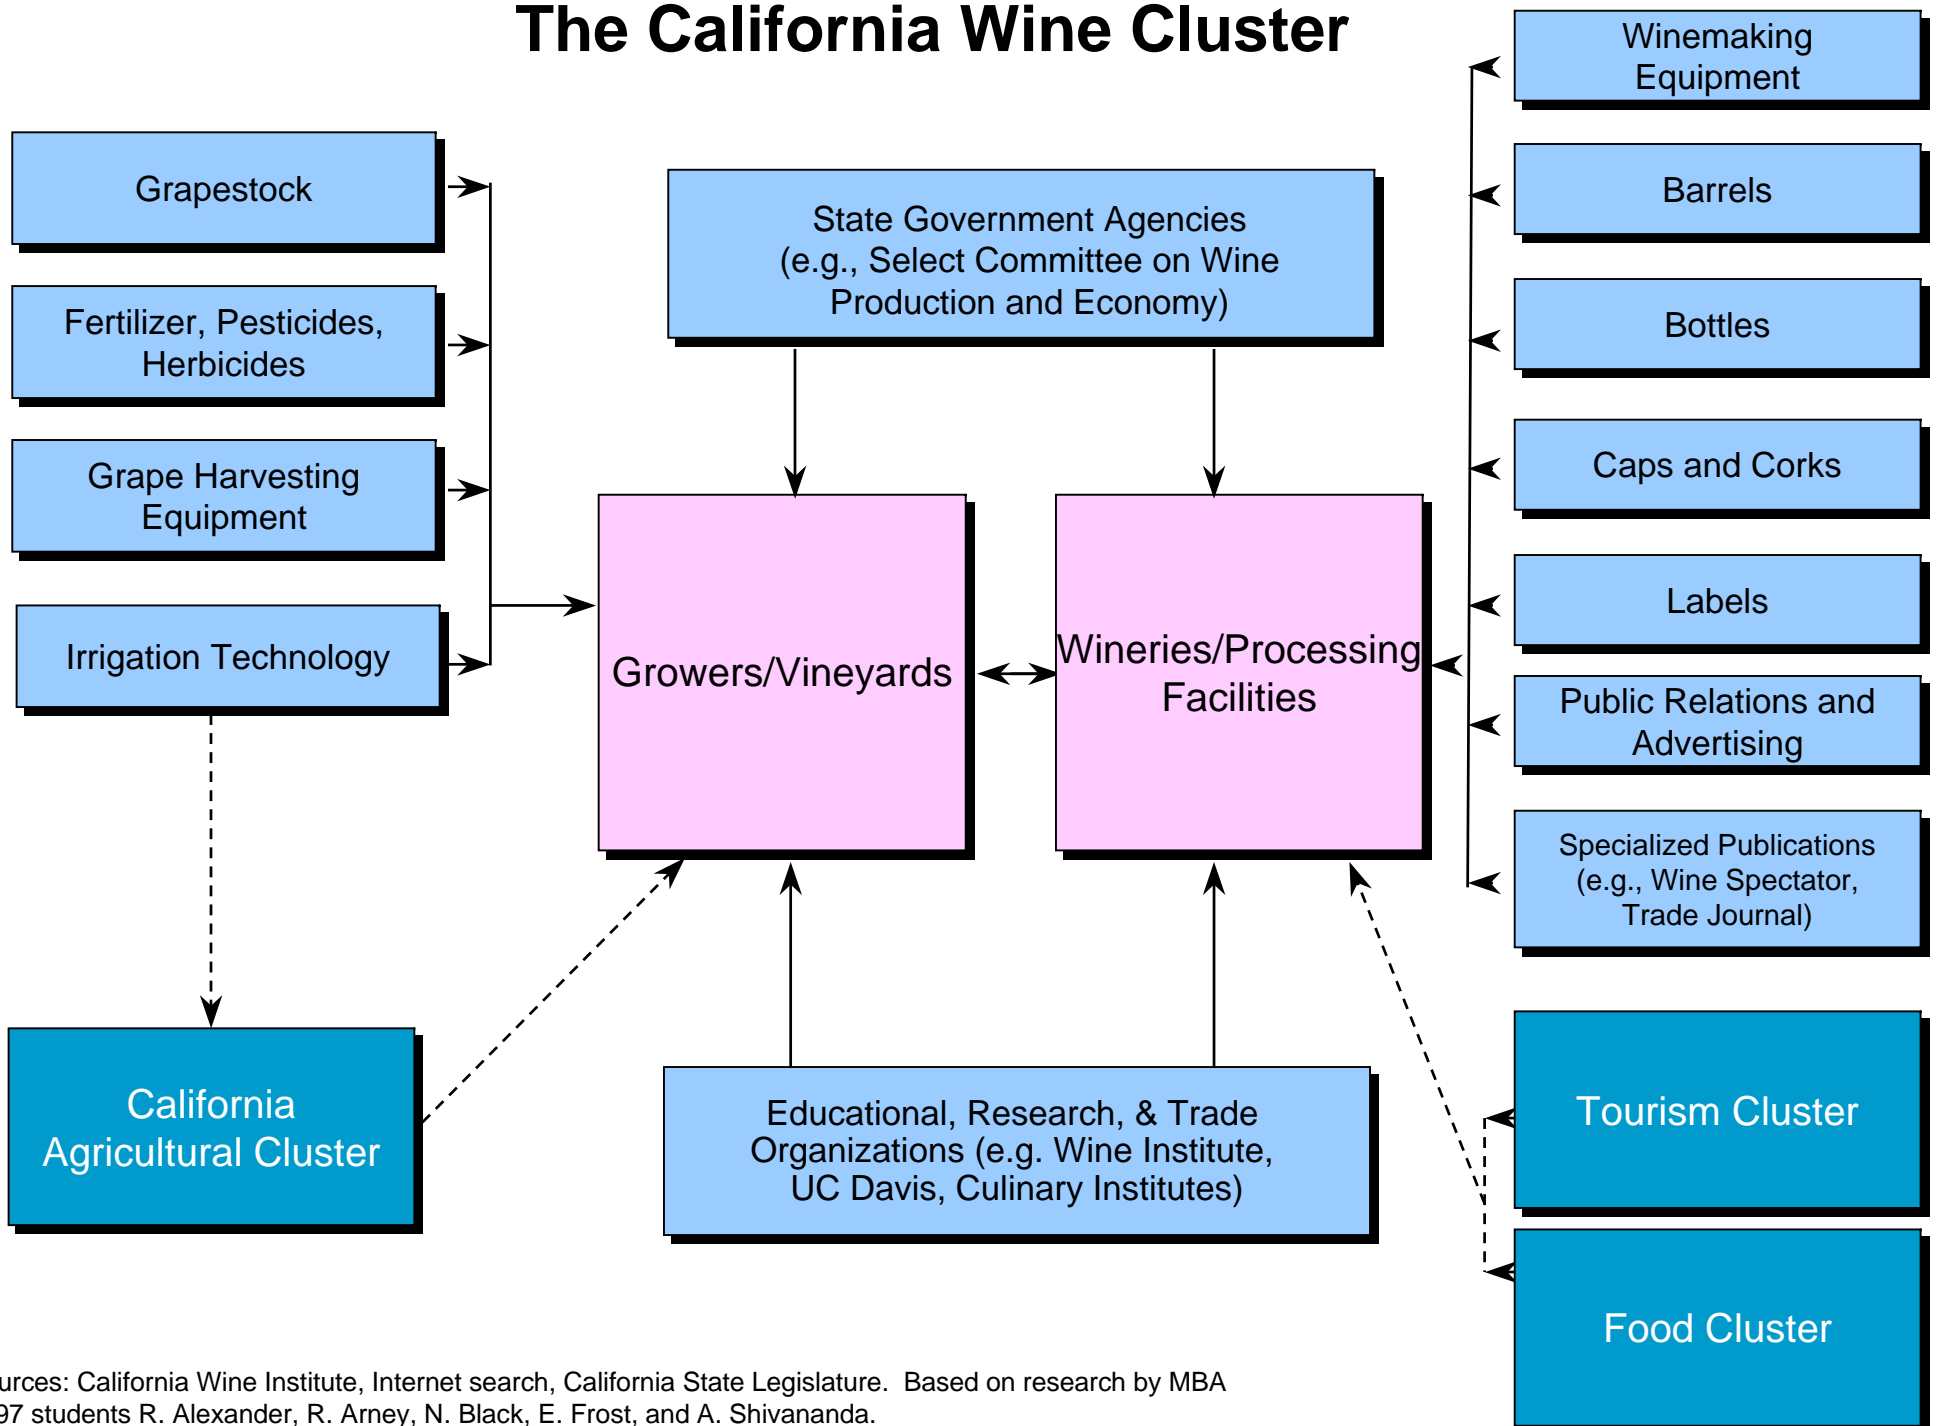 The California Wine Cluster
Grapestock
Fertilizer, Pesticides,
Herbicides
Grape Harvesting
Equipment
Irrigation Technology
State Government Agencies
(e.g., Select Committee on Wine
Production and Economy)
Growers/Vineyards
Wineries/Processing
Facilities
Winemaking
Equipment
Barrels
Bottles
Caps and Corks
Labels
Public Relations and
Advertising
Specialized Publications
(e.g., Wine Spectator,
Trade Journal)
California
Agricultural Cluster
Educational, Research, & Trade
Organizations (e.g. Wine Institute,
UC Davis, Culinary Institutes)
Tourism Cluster
Food Cluster
urces: California Wine Institute, Internet search, California State Legislature.  Based on research by MBA
97 students R. Alexander, R. Arney, N. Black, E. Frost, and A. Shivananda.